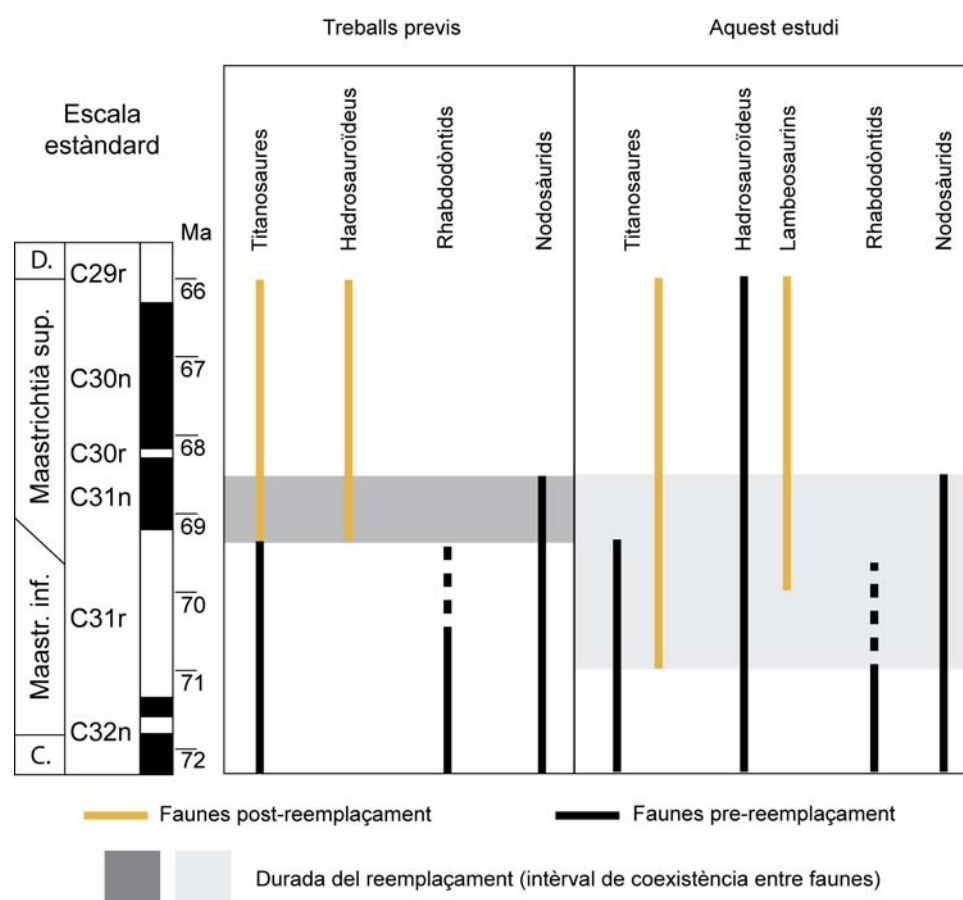 Treballs previs
Aquest estudi
Escala
estàndard
Titanosaures
Hadrosauroïdeus
Rhabdodòntids
Nodosàurids
Titanosaures
Hadrosauroïdeus
Lambeosaurins
Rhabdodòntids
Nodosàurids
Ma
D.
C29r
66
Maastrichtià sup.
C30n
67
C30r
68
C31n
69
Maastr. inf.
C31r
70
71
C32n
C.
72
Faunes post-reemplaçament
Faunes pre-reemplaçament
Durada del reemplaçament (intèrval de coexistència entre faunes)